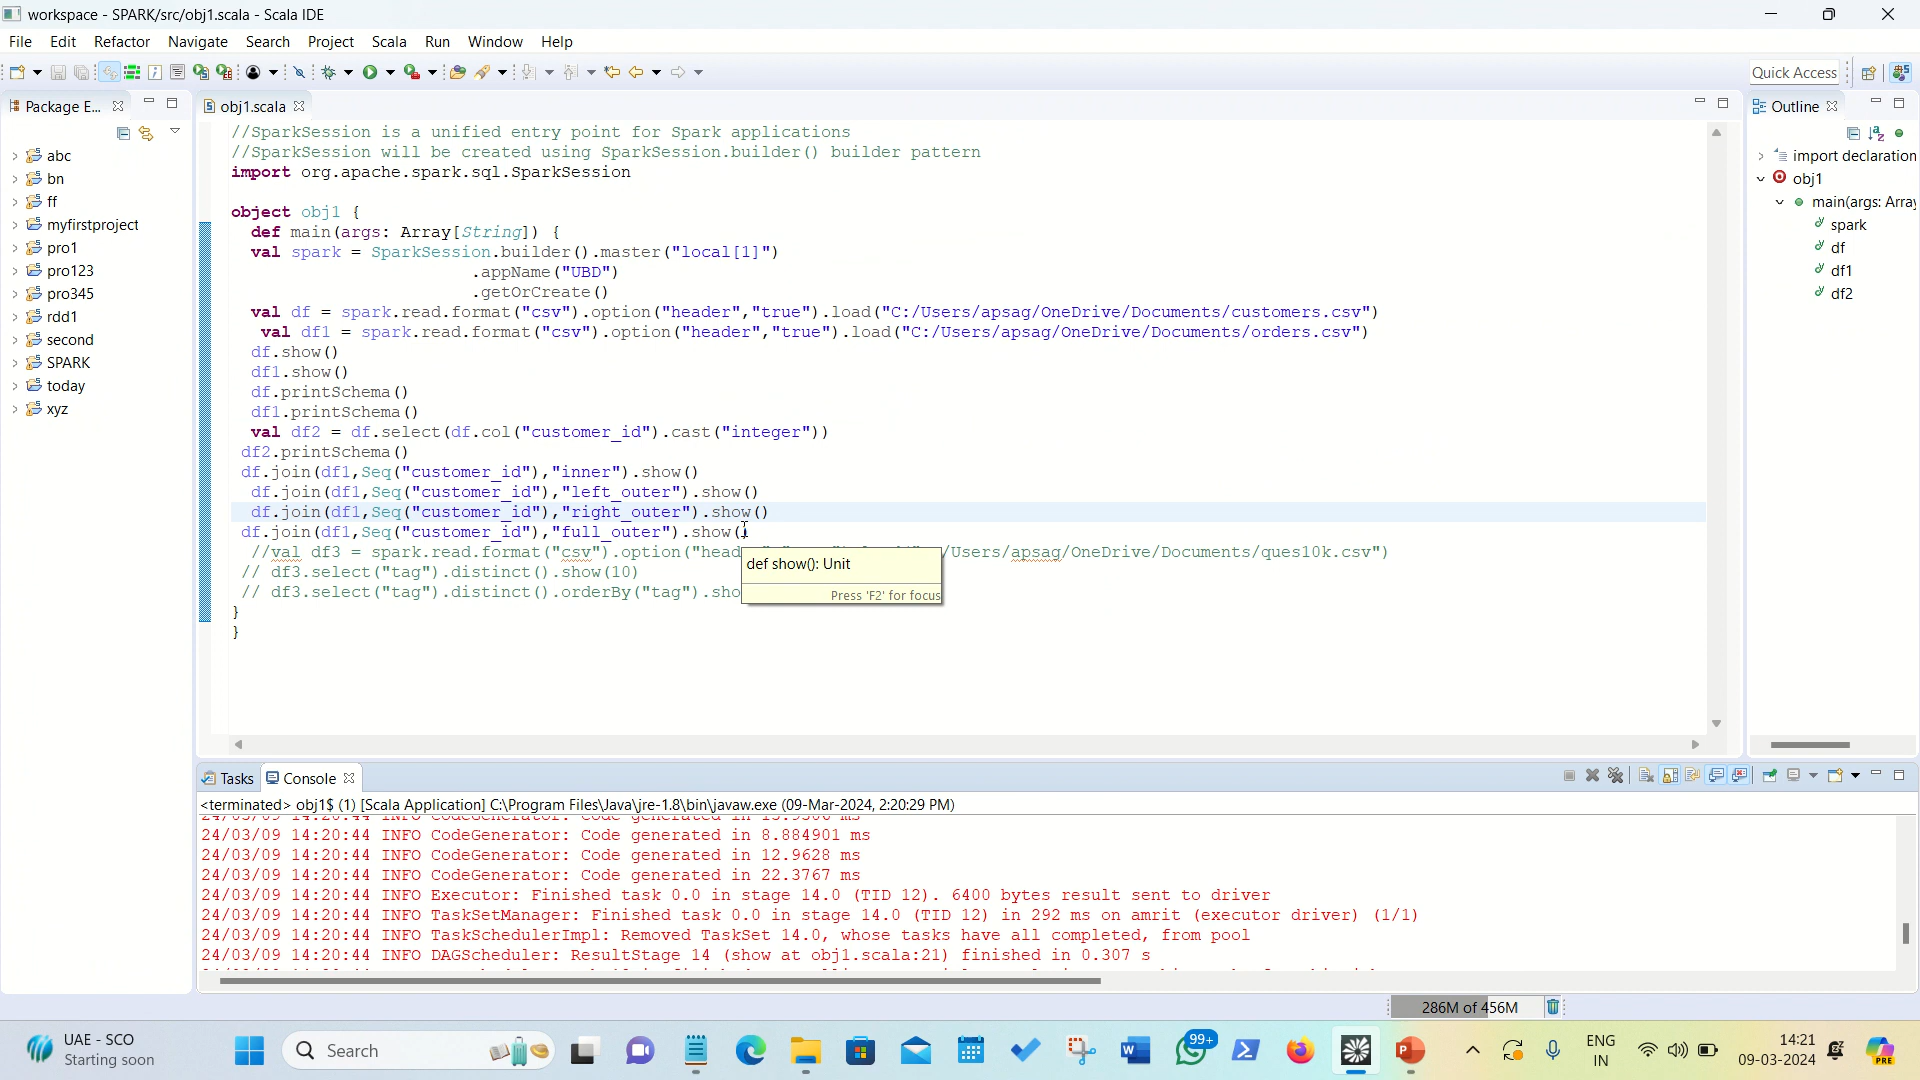 workspace - SPARK/src/obj1.scala - Scala IDE
File Edit Refactor Navigate Search Project Scala Run Window Help
Quick Access
Package E...
obj1.scala
Outline
abc
bn
ff
myfirstproject
pro1
pro123
pro345
rdd1
second
SPARK
today
xyz
//SparkSession is a unified entry point for Spark applications
//SparkSession will be created using SparkSession.builder() builder pattern
import org.apache.spark.sql.SparkSession
object obj1 {
def main(args: Array[String]) {
val spark = SparkSession.builder().master("local[1]")
.appName("UBD")
.getOrCreate()
val df = spark.read.format("csv").option("header","true").load("C:/Users/apsag/OneDrive/Documents/customers.csv")
val df1 = spark.read.format("csv").option("header","true").load("C:/Users/apsag/OneDrive/Documents/orders.csv")
df.show()
df1.show()
df.printSchema()
df1.printSchema()
val df2 = df.select(df.col("customer_id").cast("integer"))
df2.printSchema()
df.join(df1,Seq("customer_id"),"inner").show()
df.join(df1,Seq("customer_id"),"left_outer").show()
df.join(df1,Seq("customer_id"),"right_outer").show()
df.join(df1,Seq("customer_id"),"full_outer").show()
//val df3 = spark.read.format("csv").option("head /Users/apsag/OneDrive/Documents/ques10k.csv")
// df3.select("tag").distinct().show(10)
// df3.select("tag").distinct().orderBy("tag").sho
}
}
def show(): Unit
Press 'F2' for focus
import declaration
obj1
main(args: Array
spark
df
df1
df2
Tasks Console
<terminated> obj1$ (1) [Scala Application] C:\Program Files\Java\jre-1.8\bin\javaw.exe (09-Mar-2024, 2:20:29 PM)
24/03/09 14:20:44 INFO CodeGenerator: Code generated in 8.884901 ms
24/03/09 14:20:44 INFO CodeGenerator: Code generated in 12.9628 ms
24/03/09 14:20:44 INFO CodeGenerator: Code generated in 22.3767 ms
24/03/09 14:20:44 INFO Executor: Finished task 0.0 in stage 14.0 (TID 12). 6400 bytes result sent to driver
24/03/09 14:20:44 INFO TaskSetManager: Finished task 0.0 in stage 14.0 (TID 12) in 292 ms on amrit (executor driver) (1/1)
24/03/09 14:20:44 INFO TaskSchedulerImpl: Removed TaskSet 14.0, whose tasks have all completed, from pool
24/03/09 14:20:44 INFO DAGScheduler: ResultStage 14 (show at obj1.scala:21) finished in 0.307 s
286M of 456M
UAE - SCO
Starting soon
Search
99+
ENG
IN
14:21
09-03-2024
PRE